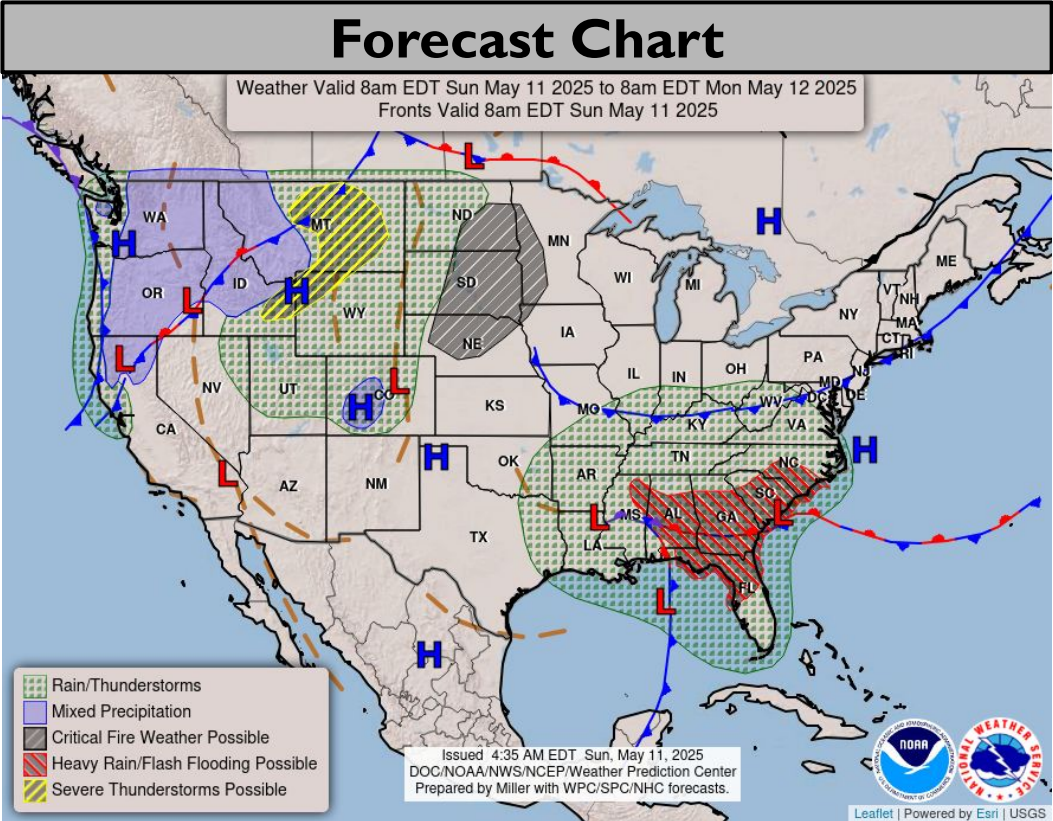 Forecast Chart
Weather Valid 8am EDT Sun May 11 2025 to 8am EDT Mon May 12 2025
Fronts Valid 8am EDT Sun May 11 2025
L
WA
MT
ND
H
MN
H
ME
OR
ID
H
SD
WI
MI
VT
NH
L
WY
NY
MA
CT
RI
NE
IA
L
PA
NJ
NV
UT
L
CO
H
IL
IN
OH
MD
DC
DE
KS
MO
WV
CA
KY
VA
H
H
TN
NC
L
AZ
NM
OK
AR
SC
L
MS
AL
GA
L
TX
LA
AL
FL
L
H
Rain/Thunderstorms
Mixed Precipitation
Critical Fire Weather Possible
Heavy Rain/Flash Flooding Possible
Severe Thunderstorms Possible
Issued 4:35 AM EDT Sun, May 11, 2025
DOC/NOAA/NWS/NCEP/Weather Prediction Center
Prepared by Miller with WPC/SPC/NHC forecasts.
NOAA
NATIONAL WEATHER SERVICE
Leaflet | Powered by Esri | USGS